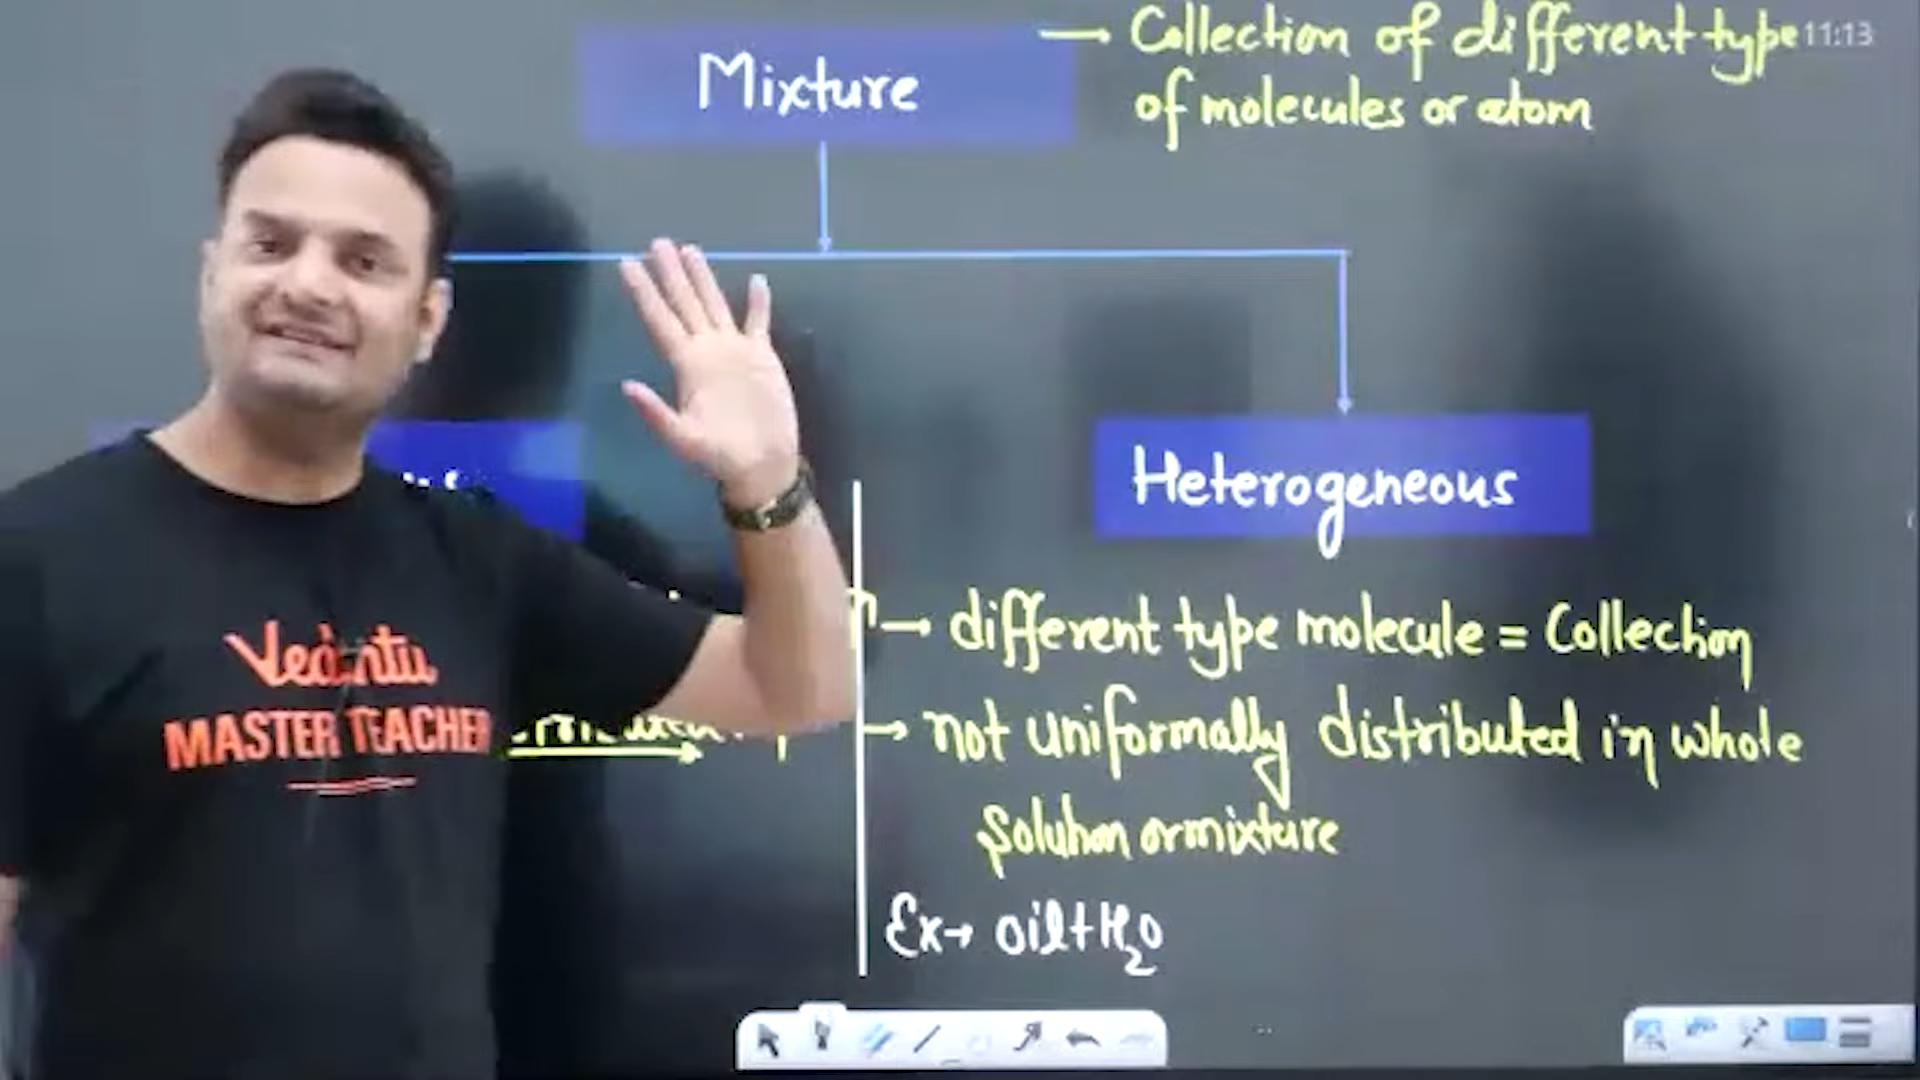 Mixture
→ Collection of different type
of molecules or atom
11:13
Heterogeneous
→ different type molecule = Collection
→ not uniformally distributed in whole
solution or mixture
Ex→ oil+H₂O
Vedantu
MASTER TEACHER